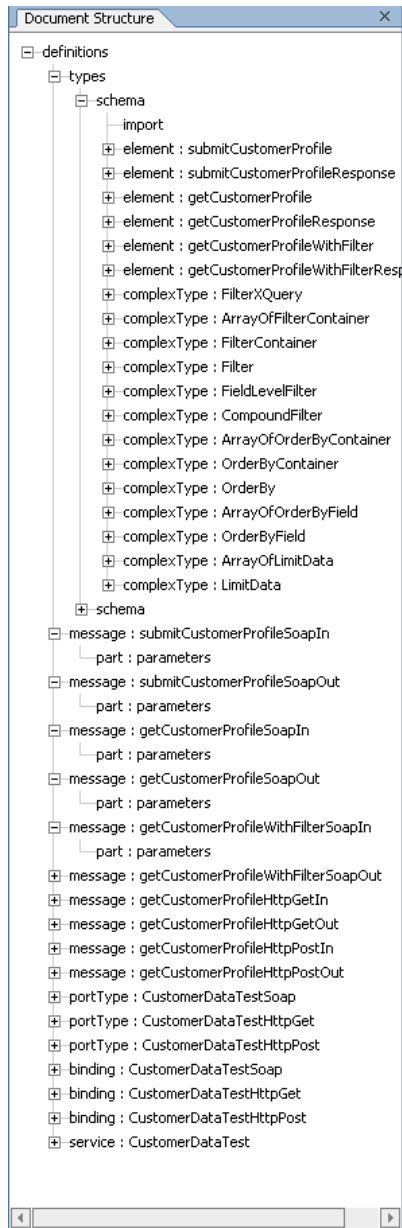 Document Structure
definitions
types
schema
import
element : submitCustomerProfile
element : submitCustomerProfileResponse
element : getCustomerProfile
element : getCustomerProfileResponse
element : getCustomerProfileWithFilter
element : getCustomerProfileWithFilterResp
complexType : FilterXQuery
complexType : ArrayOfFilterContainer
complexType : FilterContainer
complexType : Filter
complexType : FieldLevelFilter
complexType : CompoundFilter
complexType : ArrayOfOrderByContainer
complexType : OrderByContainer
complexType : OrderBy
complexType : ArrayOfOrderByField
complexType : OrderByField
complexType : ArrayOfLimitData
complexType : LimitData
schema
message : submitCustomerProfileSoapIn
part : parameters
message : submitCustomerProfileSoapOut
part : parameters
message : getCustomerProfileSoapIn
part : parameters
message : getCustomerProfileSoapOut
part : parameters
message : getCustomerProfileWithFilterSoapIn
part : parameters
message : getCustomerProfileWithFilterSoapOut
message : getCustomerProfileHttpGetIn
message : getCustomerProfileHttpGetOut
message : getCustomerProfileHttpPostIn
message : getCustomerProfileHttpPostOut
portType : CustomerDataTestSoap
portType : CustomerDataTestHttpGet
portType : CustomerDataTestHttpPost
binding : CustomerDataTestSoap
binding : CustomerDataTestHttpGet
binding : CustomerDataTestHttpPost
service : CustomerDataTest